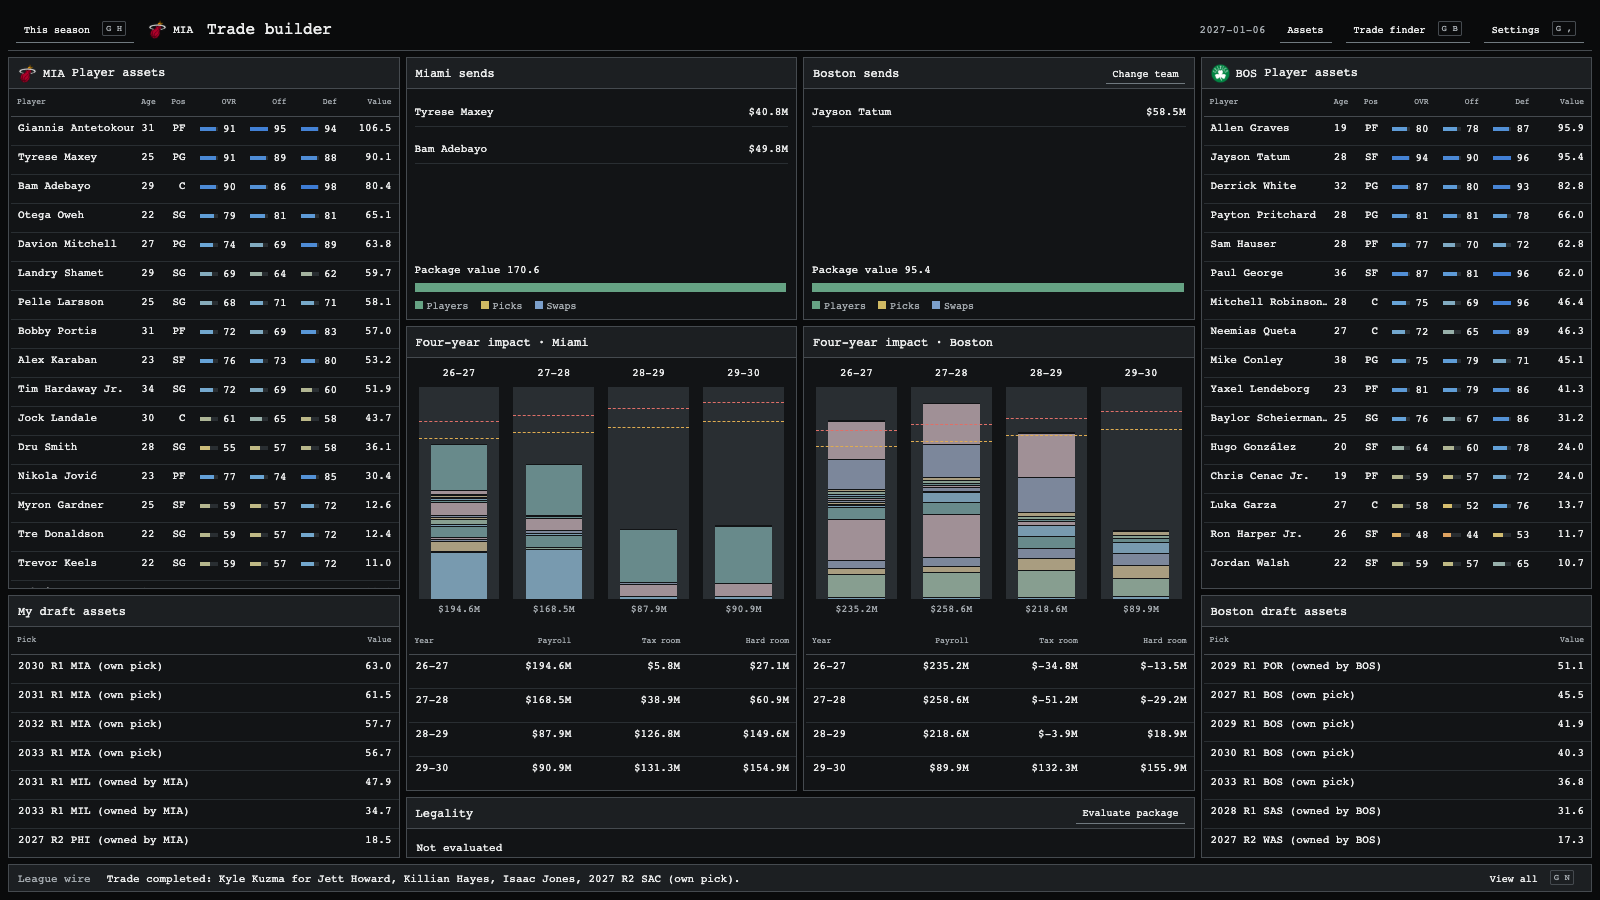 This season G H MIA Trade builder 2027-01-06 Assets Trade finder G B Settings G ,
MIA Player assets
Player Age Pos OVR Off Def Value
Giannis Antetokour 31 PF 91 95 94 106.5
Tyrese Maxey 25 PG 91 89 88 90.1
Bam Adebayo 29 C 90 86 98 80.4
Otega Oweh 22 SG 79 81 81 65.1
Davion Mitchell 27 PG 74 69 89 63.8
Landry Shamet 29 SG 69 64 62 59.7
Pelle Larsson 25 SG 68 71 71 58.1
Bobby Portis 31 PF 72 69 83 57.0
Alex Karaban 23 SF 76 73 80 53.2
Tim Hardaway Jr. 34 SG 72 69 60 51.9
Jock Landale 30 C 61 65 58 43.7
Dru Smith 28 SG 55 57 58 36.1
Nikola Jović 23 PF 77 74 85 30.4
Myron Gardner 25 SF 59 57 72 12.6
Tre Donaldson 22 SG 59 57 72 12.4
Trevor Keels 22 SG 59 57 72 11.0
My draft assets
Pick Value
2030 R1 MIA (own pick) 63.0
2031 R1 MIA (own pick) 61.5
2032 R1 MIA (own pick) 57.7
2033 R1 MIA (own pick) 56.7
2031 R1 MIL (owned by MIA) 47.9
2033 R1 MIL (owned by MIA) 34.7
2027 R2 PHI (owned by MIA) 18.5
Miami sends
Tyrese Maxey $40.8M
Bam Adebayo $49.8M
Package value 170.6
Players Picks Swaps
Boston sends Change team
Jayson Tatum $58.5M
Package value 95.4
Players Picks Swaps
Four-year impact · Miami
26-27 27-28 28-29 29-30
$194.6M $168.5M $87.9M $90.9M
Year Payroll Tax room Hard room
26-27 $194.6M $5.8M $27.1M
27-28 $168.5M $38.9M $60.9M
28-29 $87.9M $126.8M $149.6M
29-30 $90.9M $131.3M $154.9M
Four-year impact · Boston
26-27 27-28 28-29 29-30
$235.2M $258.6M $218.6M $89.9M
Year Payroll Tax room Hard room
26-27 $235.2M $-34.8M $-13.5M
27-28 $258.6M $-51.2M $-29.2M
28-29 $218.6M $-3.9M $18.9M
29-30 $89.9M $132.3M $155.9M
Legality Evaluate package
Not evaluated
BOS Player assets
Player Age Pos OVR Off Def Value
Allen Graves 19 PF 80 78 87 95.9
Jayson Tatum 28 SF 94 90 96 95.4
Derrick White 32 PG 87 80 93 82.8
Payton Pritchard 28 PG 81 81 78 66.0
Sam Hauser 28 PF 77 70 72 62.8
Paul George 36 SF 87 81 96 62.0
Mitchell Robinson… 28 C 75 69 96 46.4
Neemias Queta 27 C 72 65 89 46.3
Mike Conley 38 PG 75 79 71 45.1
Yaxel Lendeborg 23 PF 81 79 86 41.3
Baylor Scheierman… 25 SG 76 67 86 31.2
Hugo González 20 SF 64 60 78 24.0
Chris Cenac Jr. 19 PF 59 57 72 24.0
Luka Garza 27 C 58 52 76 13.7
Ron Harper Jr. 26 SF 48 44 53 11.7
Jordan Walsh 22 SF 59 57 65 10.7
Boston draft assets
Pick Value
2029 R1 POR (owned by BOS) 51.1
2027 R1 BOS (own pick) 45.5
2029 R1 BOS (own pick) 41.9
2030 R1 BOS (own pick) 40.3
2033 R1 BOS (own pick) 36.8
2028 R1 SAS (owned by BOS) 31.6
2027 R2 WAS (owned by BOS) 17.3
League wire Trade completed: Kyle Kuzma for Jett Howard, Killian Hayes, Isaac Jones, 2027 R2 SAC (own pick). View all G N